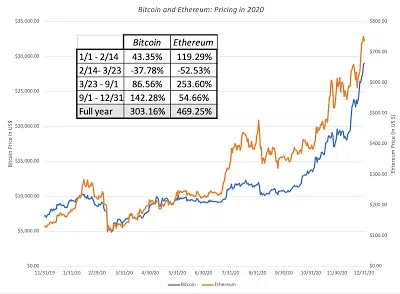 Bitcoin and Ethereum: Pricing in 2020
$35,000.00 $800.00
Bitcoin Ethereum
1/1 - 2/14 43.35% 119.29%
2/14- 3/23 -37.78% -52.53%
3/23 - 9/1 86.56% 253.60%
9/1 - 12/31 142.28% 54.66%
Full year 303.16% 469.25%
$30,000.00 $700.00
$25,000.00 $600.00
$20,000.00 $500.00
$15,000.00 $400.00
$10,000.00 $300.00
$5,000.00 $200.00
$0.00 $100.00
$0.00
Bitcoin Price in US$
Ethereum Price (in US $)
12/31/19 1/31/20 2/29/20 3/31/20 4/30/20 5/31/20 6/30/20 7/31/20 8/31/20 9/30/20 10/31/20 11/30/20 12/31/20
Bitcoin Ethereum